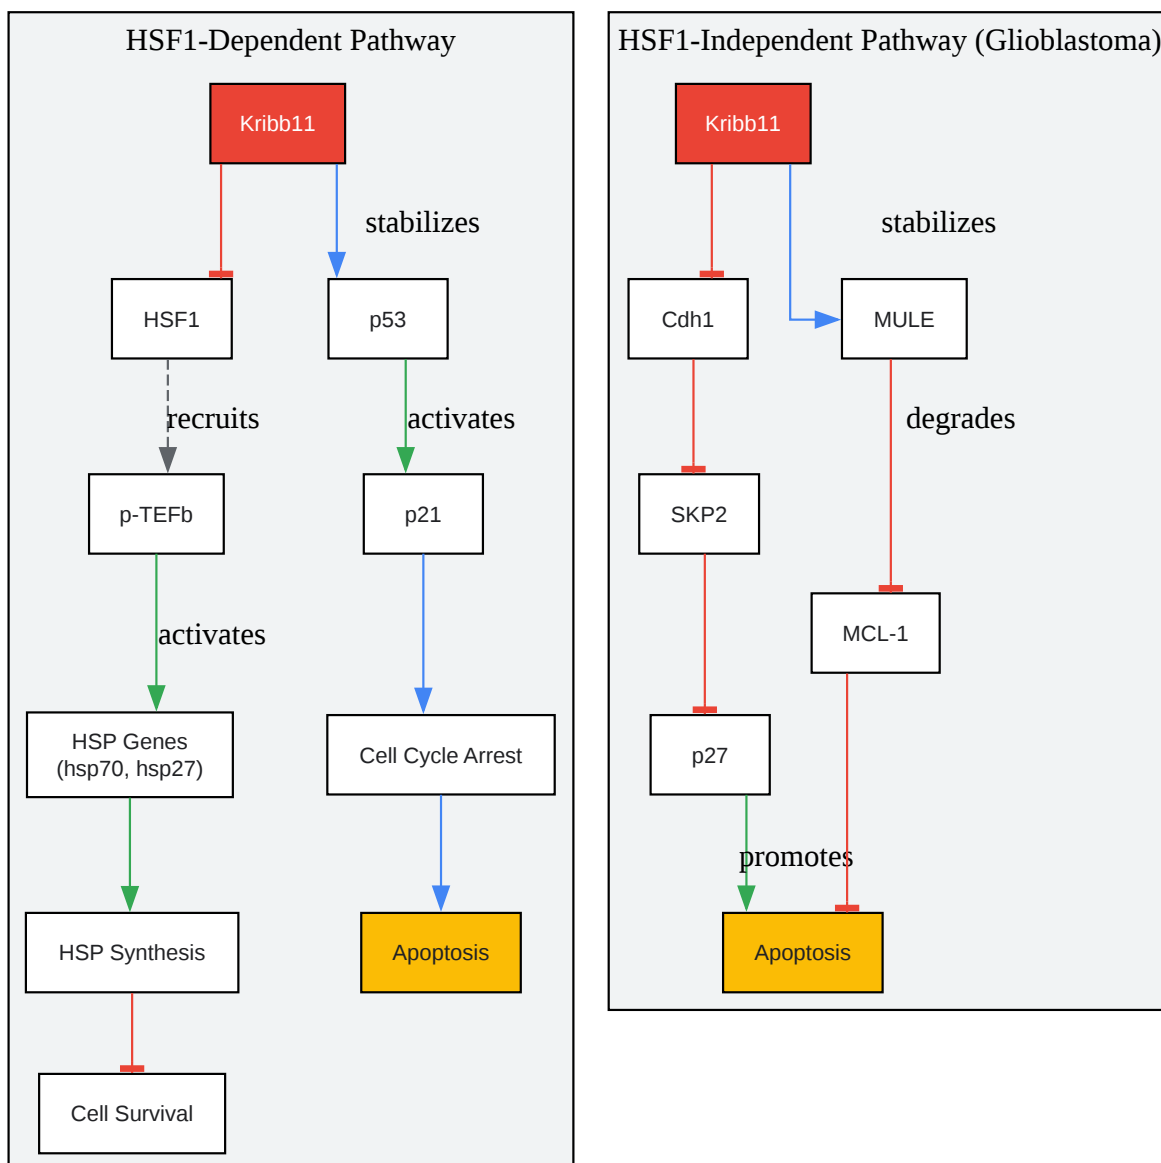 HSF1-Dependent Pathway
Kribb11
stabilizes
HSF1
p53
recruits
activates
p-TEFb
p21
activates
HSP Genes
(hsp70, hsp27)
Cell Cycle Arrest
HSP Synthesis
Apoptosis
Cell Survival
HSF1-Independent Pathway (Glioblastoma)
Kribb11
stabilizes
Cdh1
MULE
degrades
SKP2
MCL-1
p27
promotes
Apoptosis